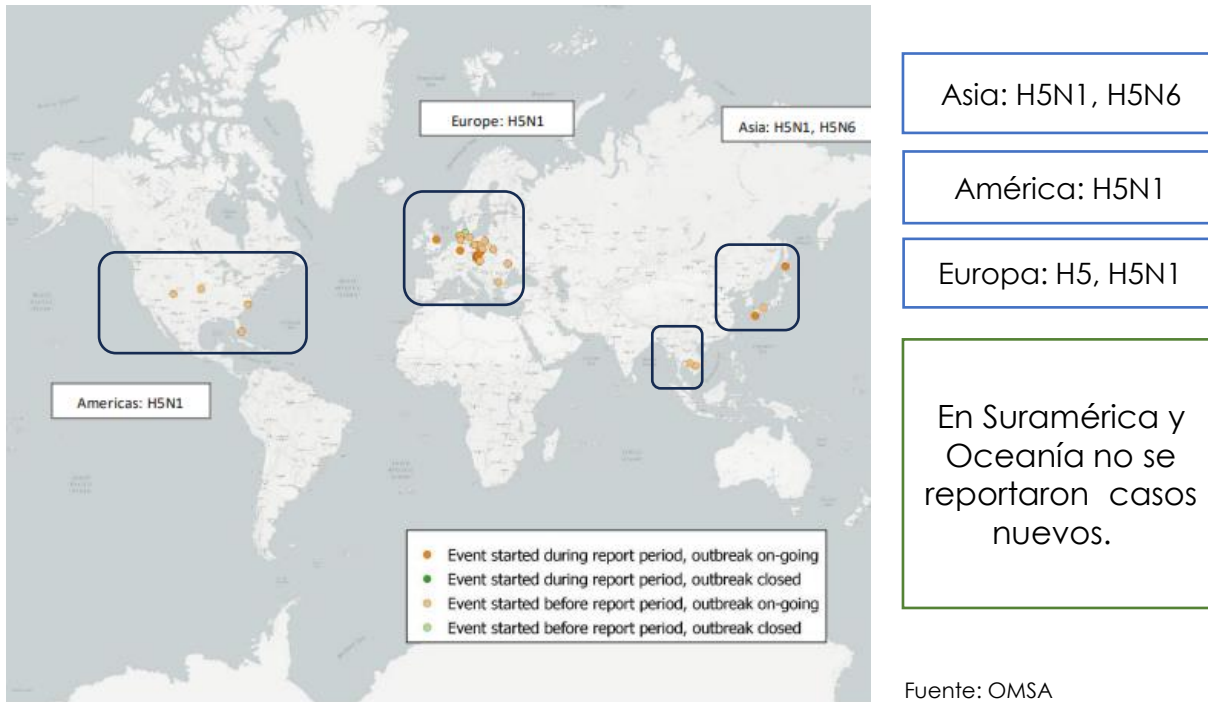 Europe: H5N1
Asia: H5N1, H5N6
Americas: H5N1
Event started during report period, outbreak on-going
Event started during report period, outbreak closed
Event started before report period, outbreak on-going
Event started before report period, outbreak closed
Asia: H5N1, H5N6
América: H5N1
Europa: H5, H5N1
En Suramérica y
Oceanía no se
reportaron casos
nuevos.
Fuente: OMSA